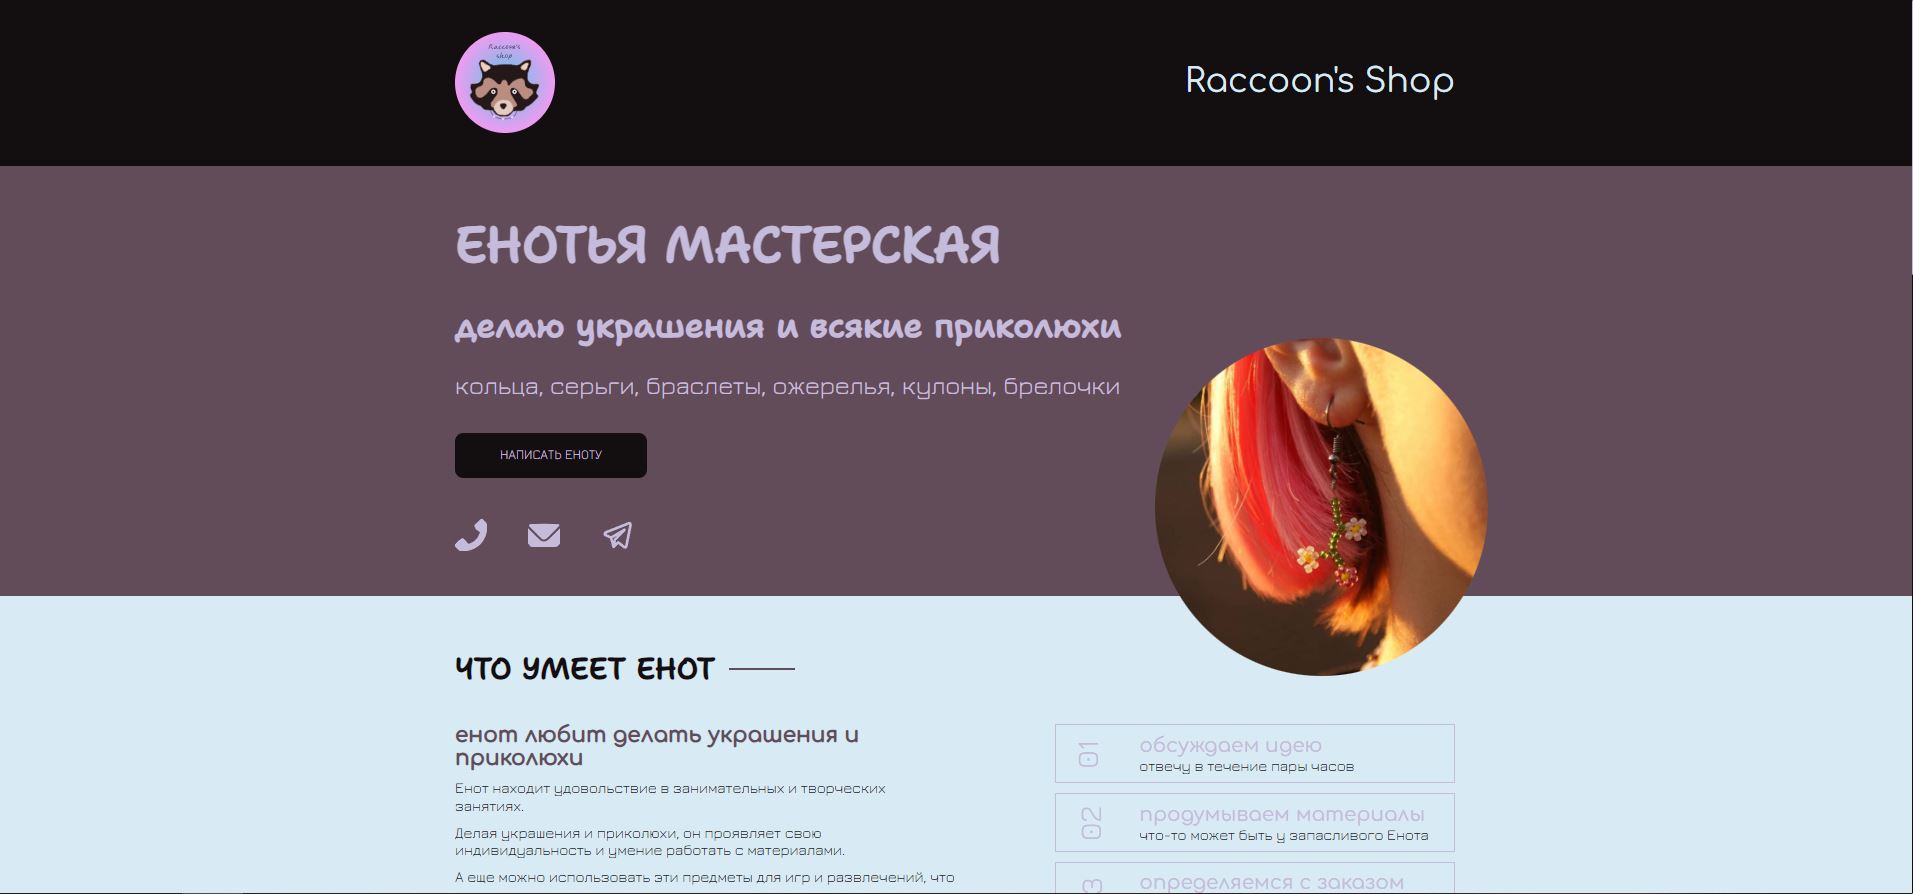 Raccoon's
shop
Raccoon's Shop
ЕНОТЬЯ МАСТЕРСКАЯ
делаю украшения и всякие приколюхи
кольца, серьги, браслеты, ожерелья, кулоны, брелочки
НАПИСАТЬ ЕНОТУ
ЧТО УМЕЕТ ЕНОТ
енот любит делать украшения и
приколюхи
Енот находит удовольствие в занимательных и творческих
занятиях.
Делая украшения и приколюхи, он проявляет свою
индивидуальность и умение работать с материалами.
А еще можно использовать эти предметы для игр и развлечений, что
01
обсуждаем идею
отвечу в течение пары часов
02
продумываем материалы
что-то может быть у запасливого Енота
3
определяемся с заказом